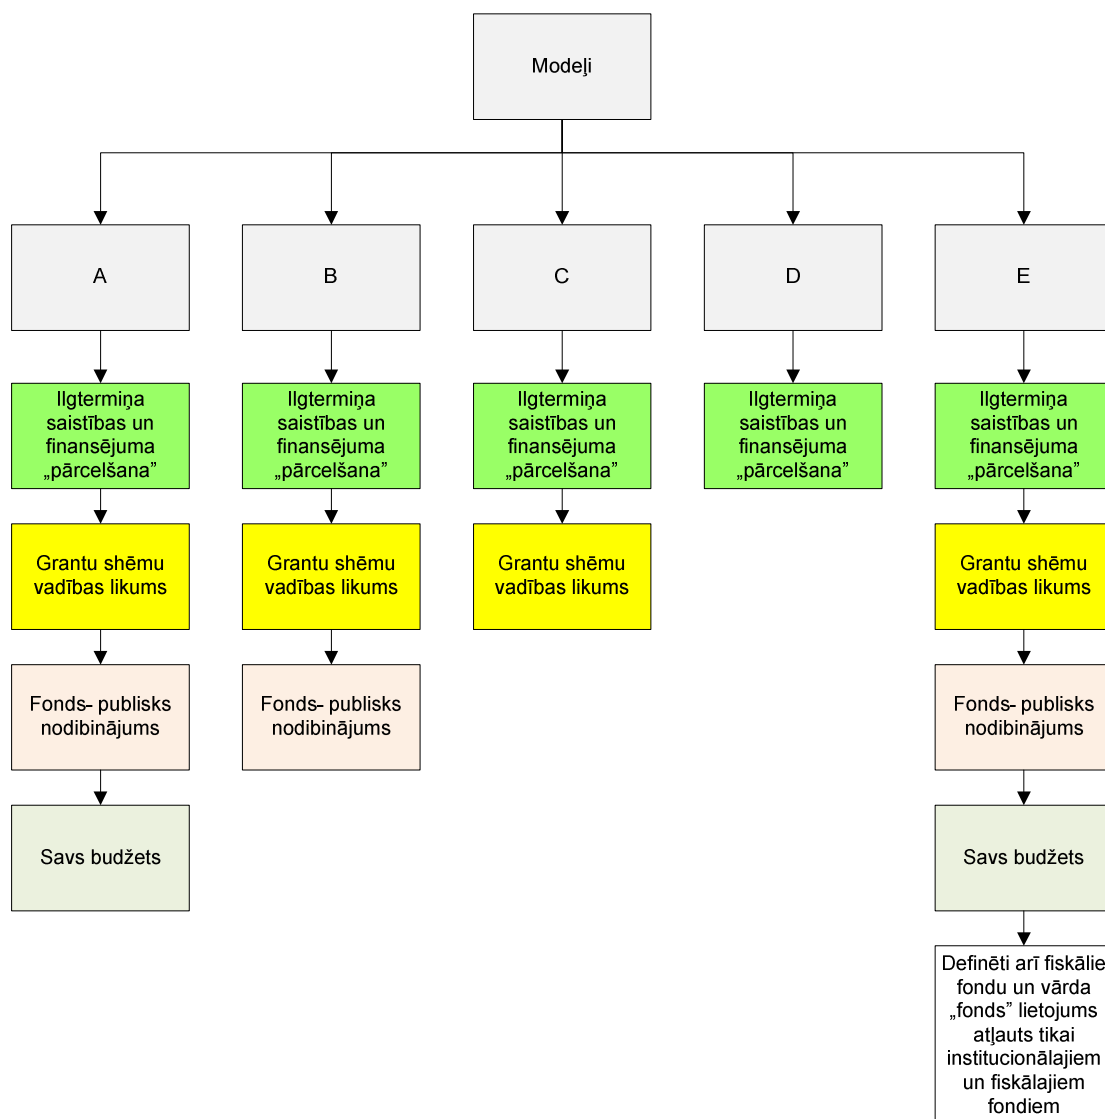 Modeļi
A
B
C
D
E
Ilgtermiņa
saistības un
finansējuma
„pārcelšana”
Ilgtermiņa
saistības un
finansējuma
„pārcelšana”
Ilgtermiņa
saistības un
finansējuma
„pārcelšana”
Ilgtermiņa
saistības un
finansējuma
„pārcelšana”
Ilgtermiņa
saistības un
finansējuma
„pārcelšana”
Grantu shēmu
vadības likums
Grantu shēmu
vadības likums
Grantu shēmu
vadības likums
Grantu shēmu
vadības likums
Fonds- publisks
nodibinājums
Fonds- publisks
nodibinājums
Fonds- publisks
nodibinājums
Savs budžets
Savs budžets
Definēti arī fiskālie
fondu un vārda
„fonds” lietojums
atļauts tikai
institucionālajiem
un fiskālajiem
fondiem